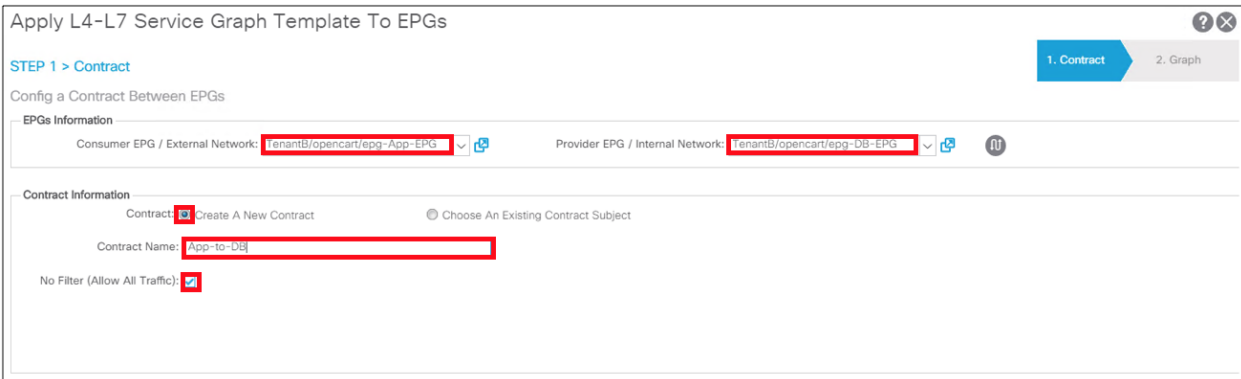 Apply L4-L7 Service Graph Template To EPGs
STEP 1 > Contract
1. Contract
2. Graph
Config a Contract Between EPGs
EPGs Information
Consumer EPG / External Network: TenantB/opencart/epg-App-EPG
Provider EPG / Internal Network: TenantB/opencart/epg-DB-EPG
Contract Information
Contract: Create A New Contract
Choose An Existing Contract Subject
Contract Name: App-to-DB
No Filter (Allow All Traffic):